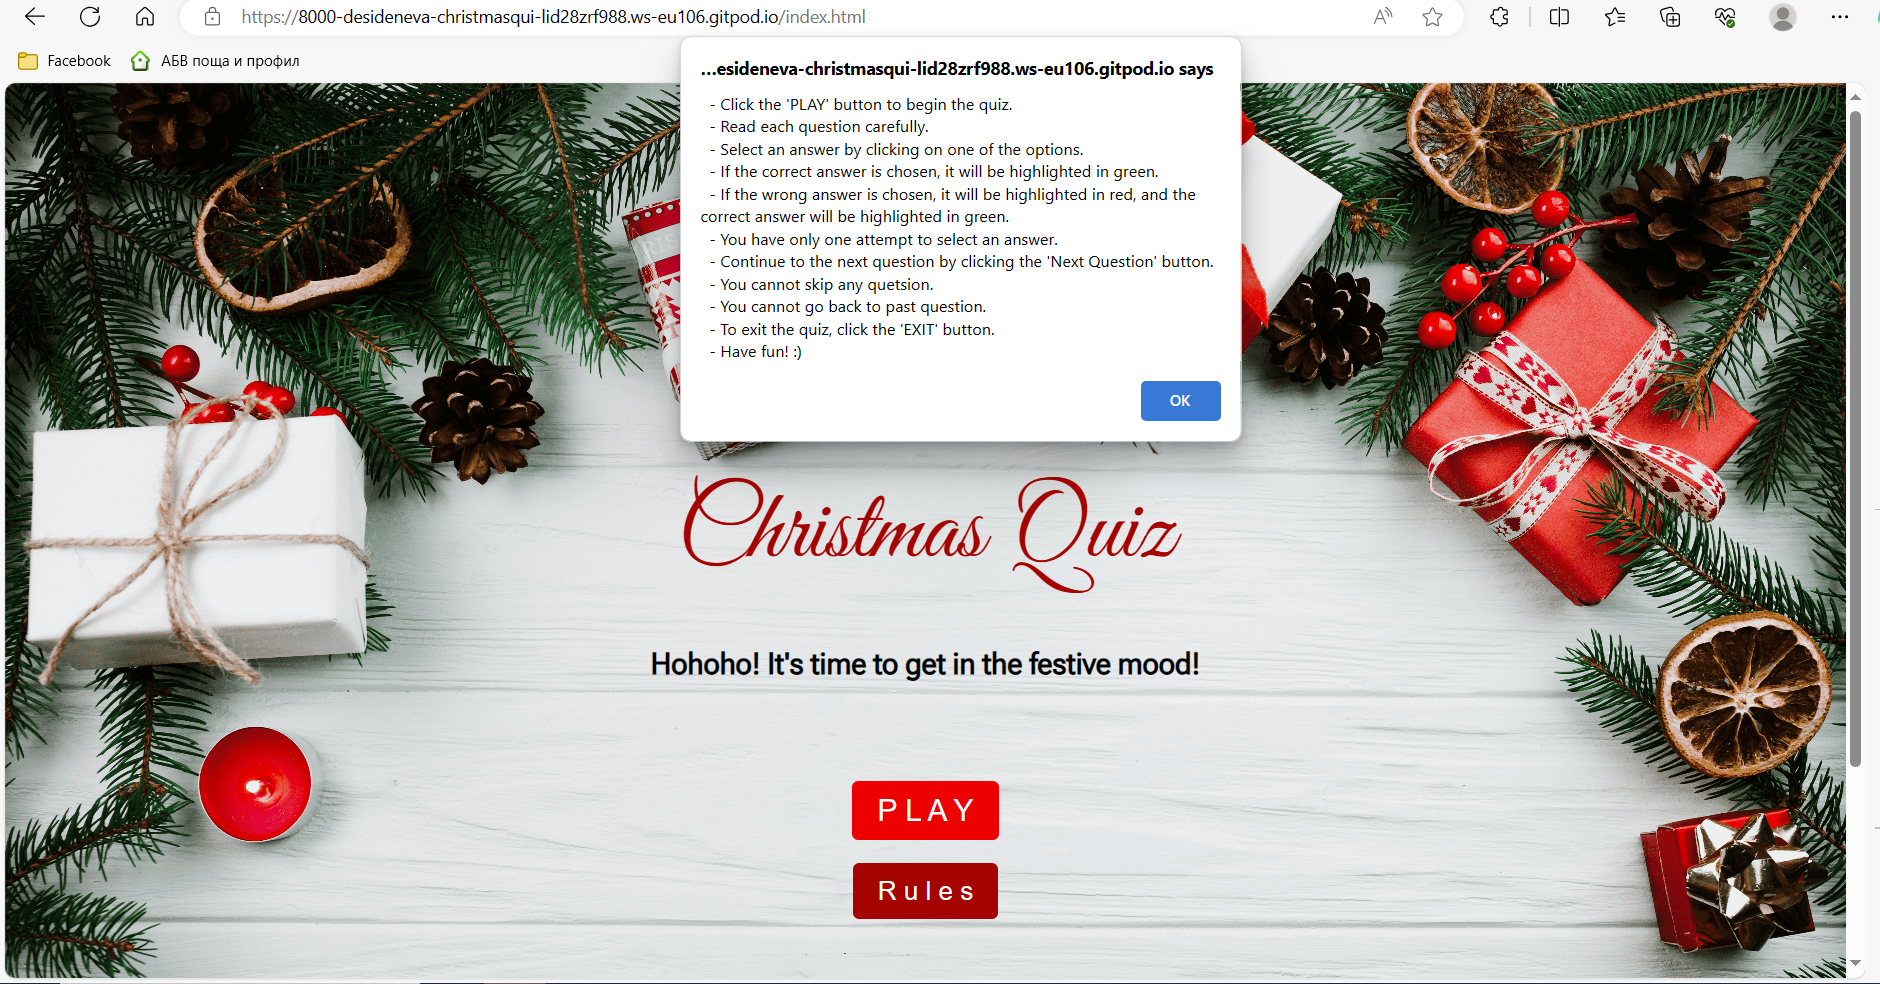 https://8000-desideneva-christmasqui-lid28zrf988.ws-eu106.gitpod.io/index.html
Facebook
АБВ поща и профил
...esideneva-christmasqui-lid28zrf988.ws-eu106.gitpod.io says
- Click the 'PLAY' button to begin the quiz.
- Read each question carefully.
- Select an answer by clicking on one of the options.
- If the correct answer is chosen, it will be highlighted in green.
- If the wrong answer is chosen, it will be highlighted in red, and the
correct answer will be highlighted in green.
- You have only one attempt to select an answer.
- Continue to the next question by clicking the 'Next Question' button.
- You cannot skip any quetsion.
- You cannot go back to past question.
- To exit the quiz, click the 'EXIT' button.
- Have fun! :)
OK
Christmas Quiz
Hohoho! It's time to get in the festive mood!
PLAY
Rules